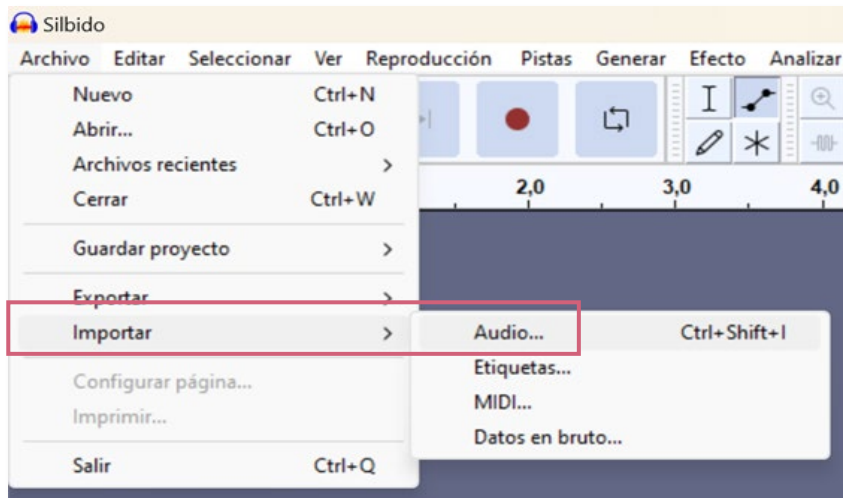 Silbido
Archivo Editar Seleccionar Ver Reproducción Pistas Generar Efecto Analizar
Nuevo Ctrl+N
Abrir... Ctrl+O
Archivos recientes
Cerrar Ctrl+W
2,0 3,0 4,0
Guardar proyecto
Exportar
Importar
Audio... Ctrl+Shift+I
Etiquetas...
MIDI...
Datos en bruto...
Configurar página...
Imprimir...
Salir Ctrl+Q